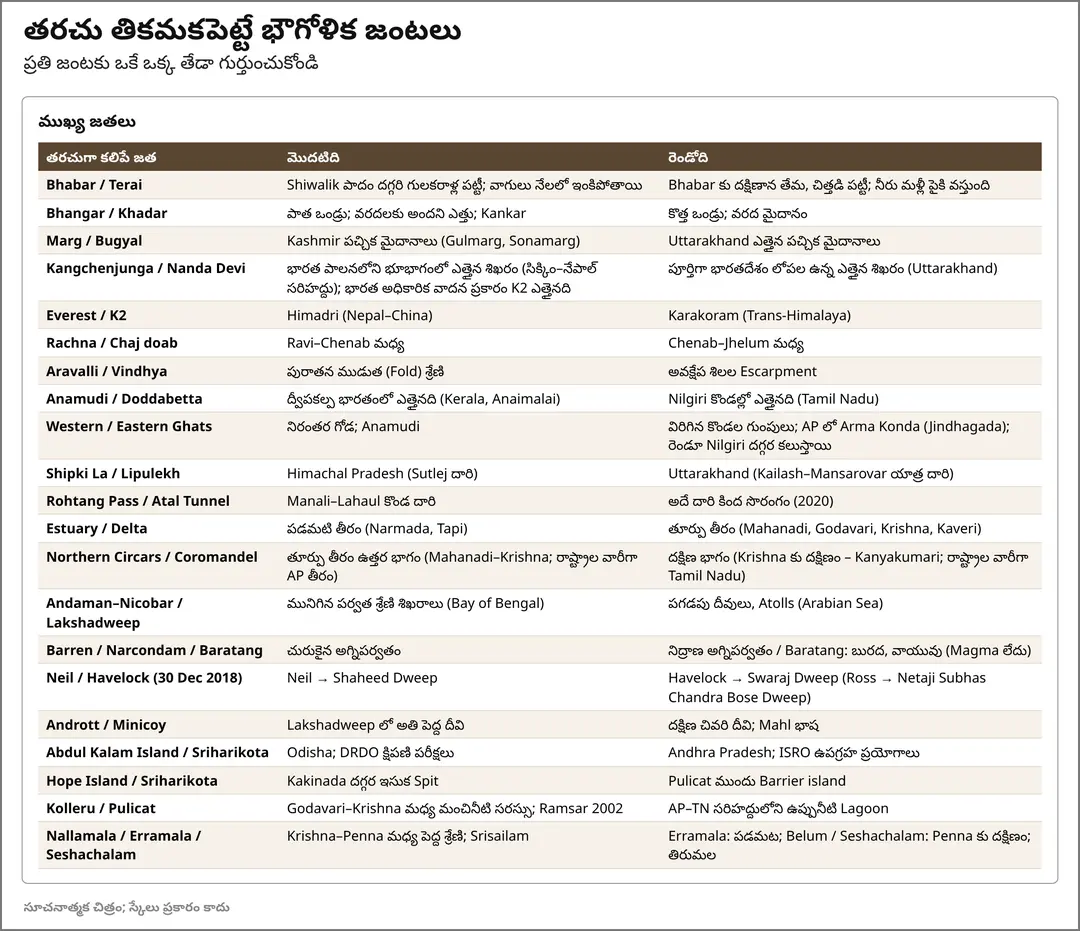 తరచు తికమకపెట్టే భౌగోళిక జంటలు
ప్రతి జంటకు ఒకే ఒక్క తేడా గుర్తుంచుకోండి
ముఖ్య జతలు
తరచుగా కలిపే జత మొదటిది రెండోది
Bhabar / Terai Shiwalik పాదం దగ్గరి గులకరాళ్ల పట్టీ; వాగులు నేలలో ఇంకిపోతాయి Bhabar కు దక్షిణాన తేమ, చిత్తడి పట్టీ; నీరు మళ్లీ పైకి వస్తుంది
Bhangar / Khadar పాత ఒండ్రు; వరదలకు అందని ఎత్తు; Kankar కొత్త ఒండ్రు; వరద మైదానం
Marg / Bugyal Kashmir పచ్చిక మైదానాలు (Gulmarg, Sonamarg) Uttarakhand ఎత్తైన పచ్చిక మైదానాలు
Kangchenjunga / Nanda Devi భారత పాలనలోని భూభాగంలో ఎత్తైన శిఖరం (సిక్కిం–నేపాల్ పూర్తిగా భారతదేశం లోపల ఉన్న ఎత్తైన శిఖరం (Uttarakhand)
సరిహద్దు); భారత అధికారిక వాదన ప్రకారం K2 ఎత్తైనది
Everest / K2 Himadri (Nepal–China) Karakoram (Trans-Himalaya)
Rachna / Chaj doab Ravi–Chenab మధ్య Chenab–Jhelum మధ్య
Aravalli / Vindhya పురాతన ముడుత (Fold) శ్రేణి అవక్షేప శిలల Escarpment
Anamudi / Doddabetta ద్వీపకల్ప భారతంలో ఎత్తైనది (Kerala, Anaimalai) Nilgiri కొండల్లో ఎత్తైనది (Tamil Nadu)
Western / Eastern Ghats నిరంతర గోడ; Anamudi విరిగిన కొండల గుంపులు; AP లో Arma Konda (Jindhagada);
రెండూ Nilgiri దగ్గర కలుస్తాయి
Shipki La / Lipulekh Himachal Pradesh (Sutlej దారి) Uttarakhand (Kailash–Mansarovar యాత్ర దారి)
Rohtang Pass / Atal Tunnel Manali–Lahaul కొండ దారి అదే దారి కింద సొరంగం (2020)
Estuary / Delta పడమటి తీరం (Narmada, Tapi) తూర్పు తీరం (Mahanadi, Godavari, Krishna, Kaveri)
Northern Circars / Coromandel తూర్పు తీరం ఉత్తర భాగం (Mahanadi–Krishna; రాష్ట్రాల వారీగా దక్షిణ భాగం (Krishna కు దక్షిణం – Kanyakumari; రాష్ట్రాల వారీగా
AP తీరం) Tamil Nadu)
Andaman–Nicobar / మునిగిన పర్వత శ్రేణి శిఖరాలు (Bay of Bengal) పగడపు దీవులు, Atolls (Arabian Sea)
Lakshadweep
Barren / Narcondam / Baratang చురుకైన అగ్నిపర్వతం నిద్రాణ అగ్నిపర్వతం / Baratang: బురద, వాయువు (Magma లేదు)
Neil / Havelock (30 Dec 2018) Neil → Shaheed Dweep Havelock → Swaraj Dweep (Ross → Netaji Subhas
Chandra Bose Dweep)
Andrott / Minicoy Lakshadweep లో అతి పెద్ద దీవి దక్షిణ చివరి దీవి; Mahl భాష
Abdul Kalam Island / Sriharikota Odisha; DRDO క్షిపణి పరీక్షలు Andhra Pradesh; ISRO ఉపగ్రహ ప్రయోగాలు
Hope Island / Sriharikota Kakinada దగ్గర ఇసుక Spit Pulicat ముందు Barrier island
Kolleru / Pulicat Godavari–Krishna మధ్య మంచినీటి సరస్సు; Ramsar 2002 AP–TN సరిహద్దులోని ఉప్పునీటి Lagoon
Nallamala / Erramala / Krishna–Penna మధ్య పెద్ద శ్రేణి; Srisailam Erramala: పడమట; Belum / Seshachalam: Penna కు దక్షిణం;
Seshachalam తిరుమల
సూచనాత్మక చిత్రం; స్కేలు ప్రకారం కాదు